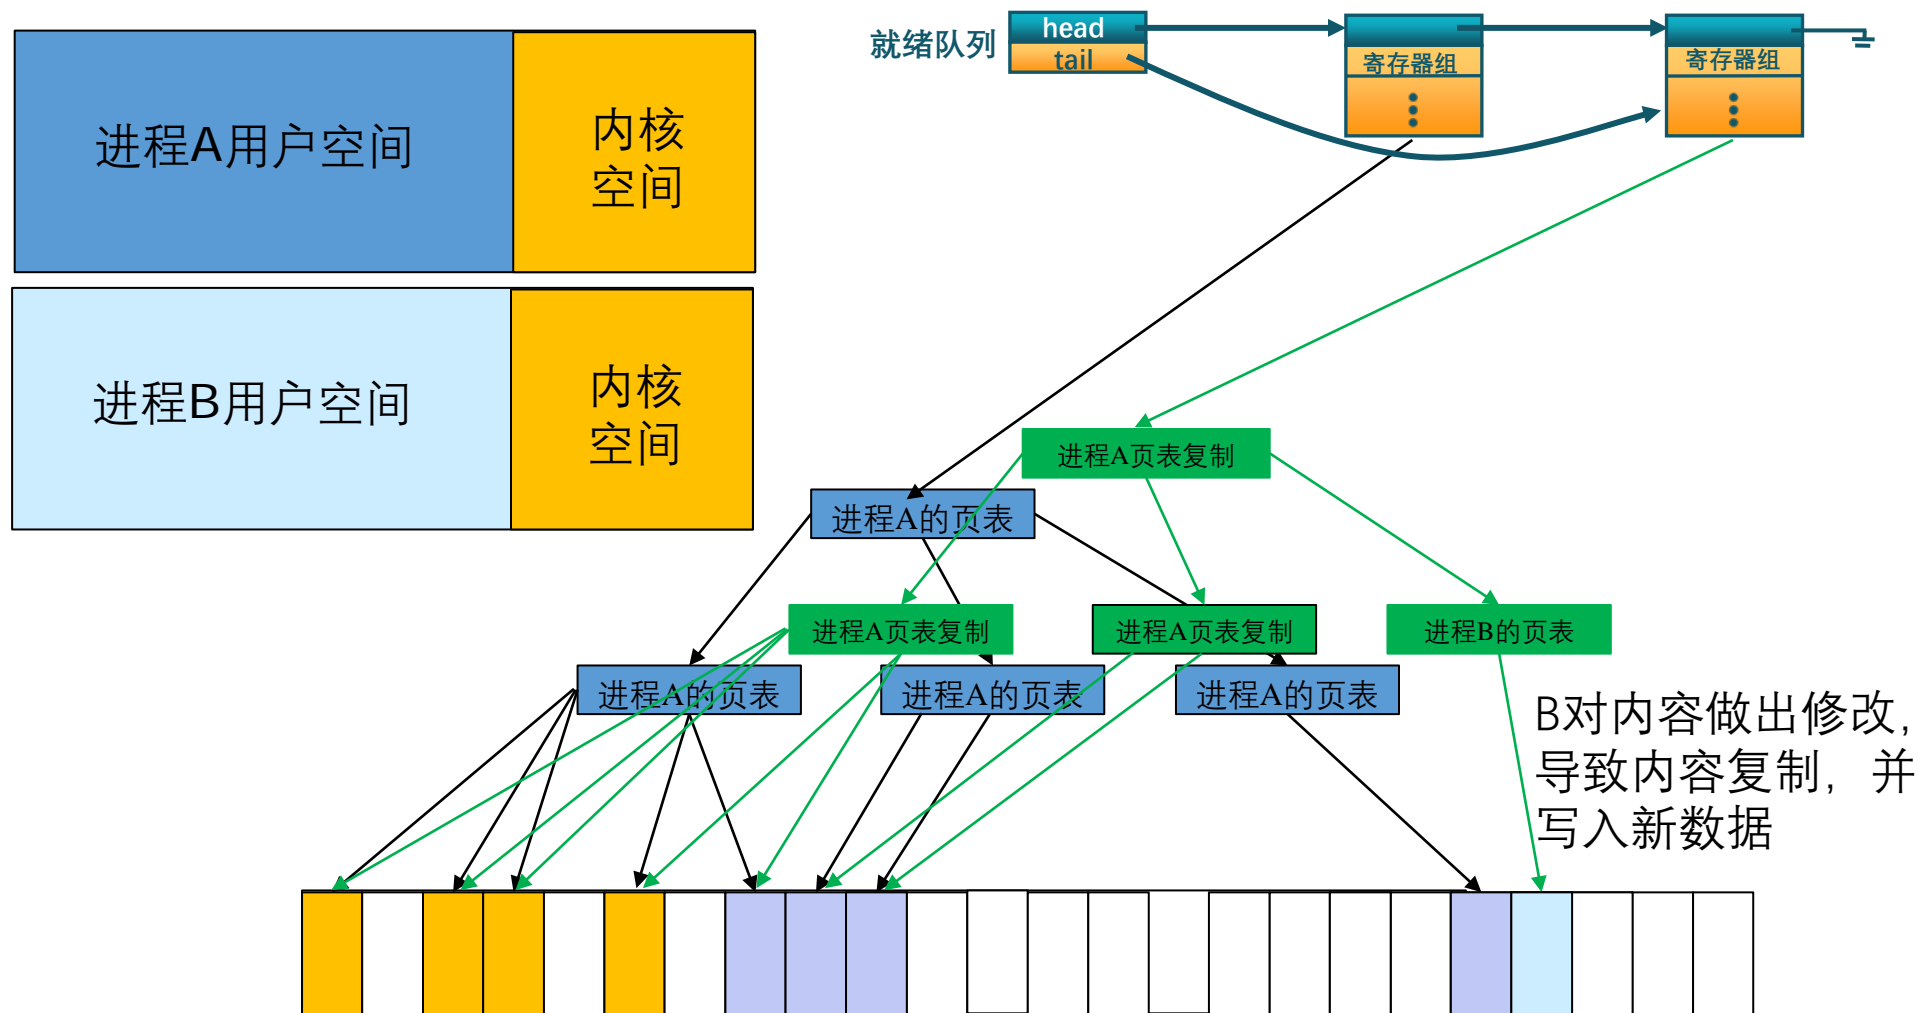 就绪队列
head
tail
寄存器组
寄存器组
进程A用户空间
内核
空间
进程B用户空间
内核
空间
进程A页表复制
进程A的页表
进程A页表复制
进程A页表复制
进程B的页表
进程A的页表
进程A的页表
进程A的页表
B对内容做出修改,
导致内容复制, 并
写入新数据